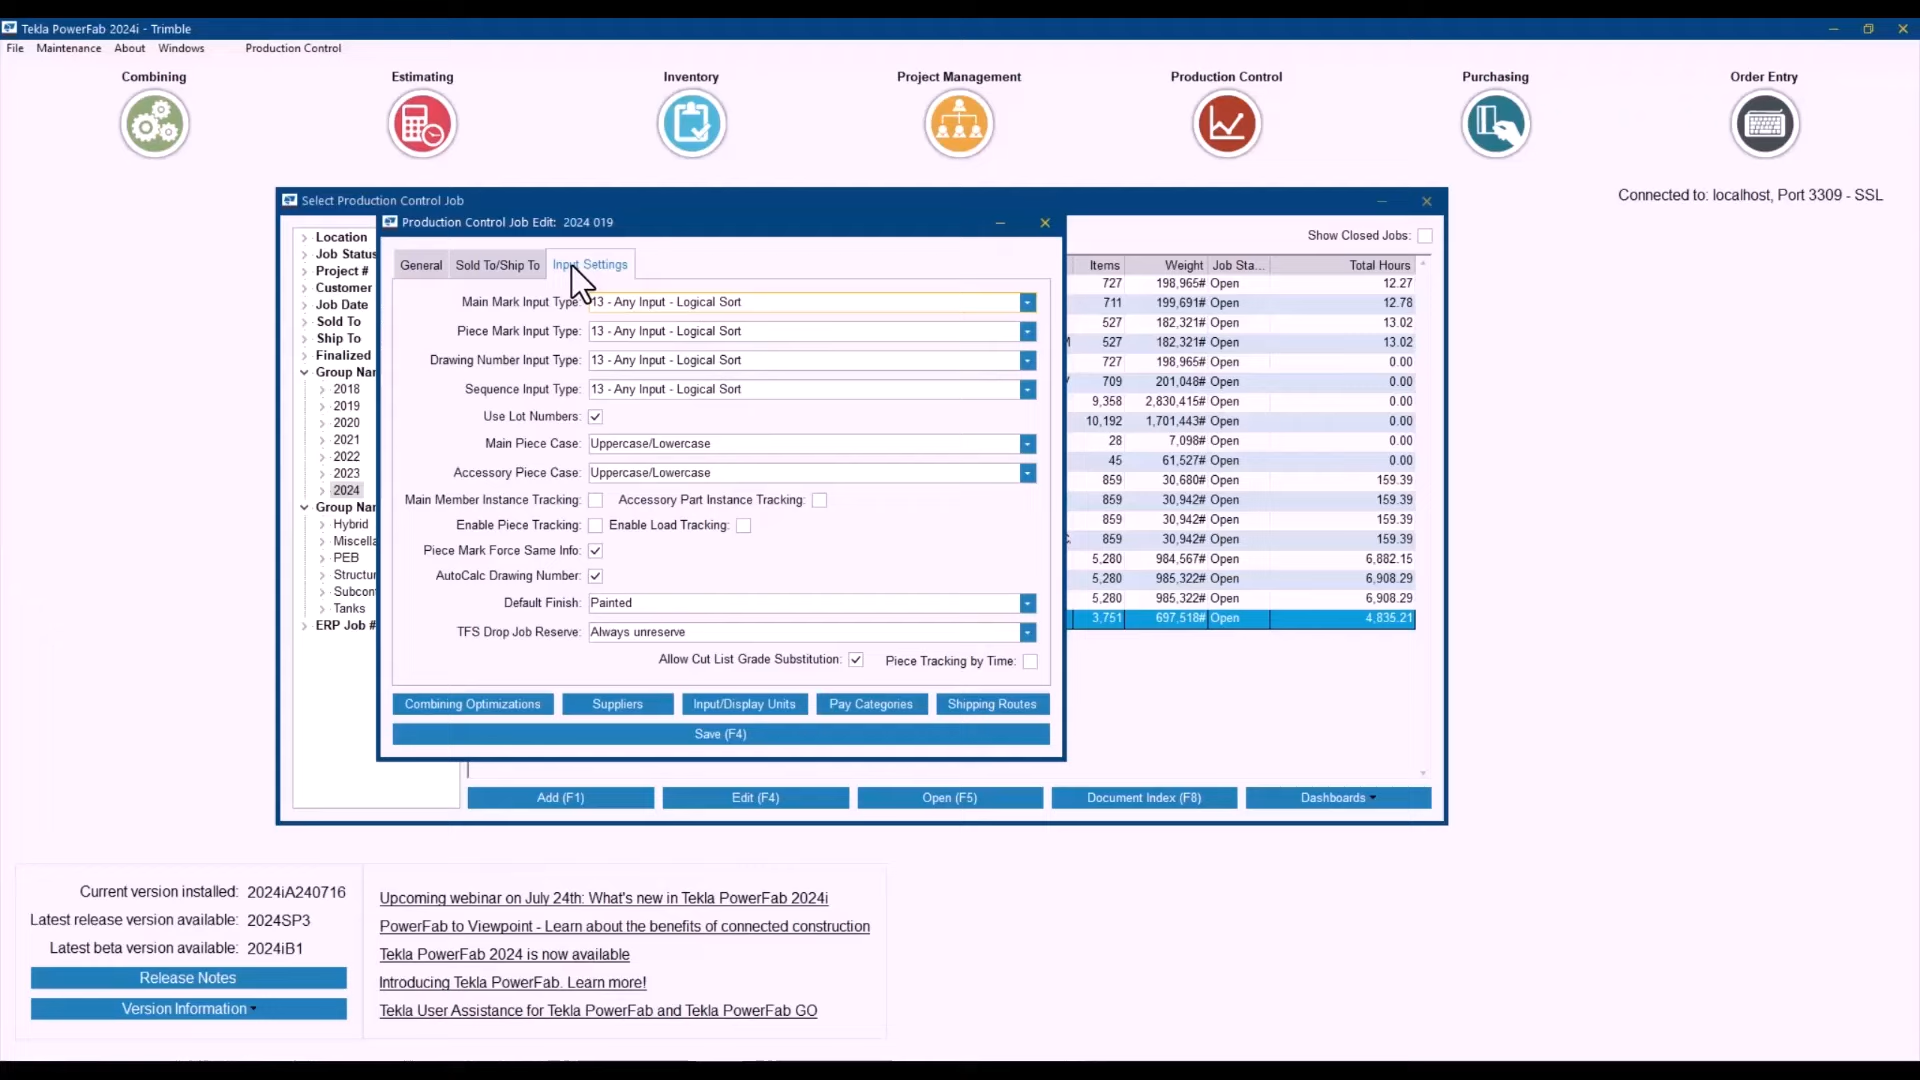 Tekla PowerFab 2024i - Trimble
File Maintenance About Windows Production Control
Combining Estimating Inventory Project Management Production Control Purchasing Order Entry
Connected to: localhost, Port 3309 - SSL
Select Production Control Job
Production Control Job Edit: 2024 019
Show Closed Jobs:
Location
Job Status
Project #
Customer
Job Date
Sold To
Ship To
Finalized
Group Nar
2018
2019
2020
2021
2022
2023
2024
Group Nar
Hybrid
Miscella
PEB
Structur
Subcon
Tanks
ERP Job #
General Sold To/Ship To Input Settings
Main Mark Input Type: 13 - Any Input - Logical Sort
Piece Mark Input Type: 13 - Any Input - Logical Sort
Drawing Number Input Type: 13 - Any Input - Logical Sort
Sequence Input Type: 13 - Any Input - Logical Sort
Use Lot Numbers:
Main Piece Case: Uppercase/Lowercase
Accessory Piece Case: Uppercase/Lowercase
Main Member Instance Tracking: Accessory Part Instance Tracking:
Enable Piece Tracking: Enable Load Tracking:
Piece Mark Force Same Info:
AutoCalc Drawing Number:
Default Finish: Painted
TFS Drop Job Reserve: Always unreserve
Allow Cut List Grade Substitution: Piece Tracking by Time:
Combining Optimizations Suppliers Input/Display Units Pay Categories Shipping Routes
Save (F4)
Items Weight Job Sta... Total Hours
727 198,965# Open 12.27
711 199,691# Open 12.78
527 182,321# Open 13.02
527 182,321# Open 13.02
727 198,965# Open 0.00
709 201,048# Open 0.00
9,358 2,830,415# Open 0.00
10,192 1,701,443# Open 0.00
28 7,098# Open 0.00
45 61,527# Open 0.00
859 30,680# Open 159.39
859 30,942# Open 159.39
859 30,942# Open 159.39
859 30,942# Open 159.39
5,280 984,567# Open 6,882.15
5,280 985,322# Open 6,908.29
5,280 985,322# Open 6,908.29
3,751 697,518# Open 4,835.21
Add (F1) Edit (F4) Open (F5) Document Index (F8) Dashboards
Current version installed: 2024iA240716
Latest release version available: 2024SP3
Latest beta version available: 2024iB1
Release Notes
Version Information
Upcoming webinar on July 24th: What's new in Tekla PowerFab 2024i
PowerFab to Viewpoint - Learn about the benefits of connected construction
Tekla PowerFab 2024 is now available
Introducing Tekla PowerFab. Learn more!
Tekla User Assistance for Tekla PowerFab and Tekla PowerFab GO